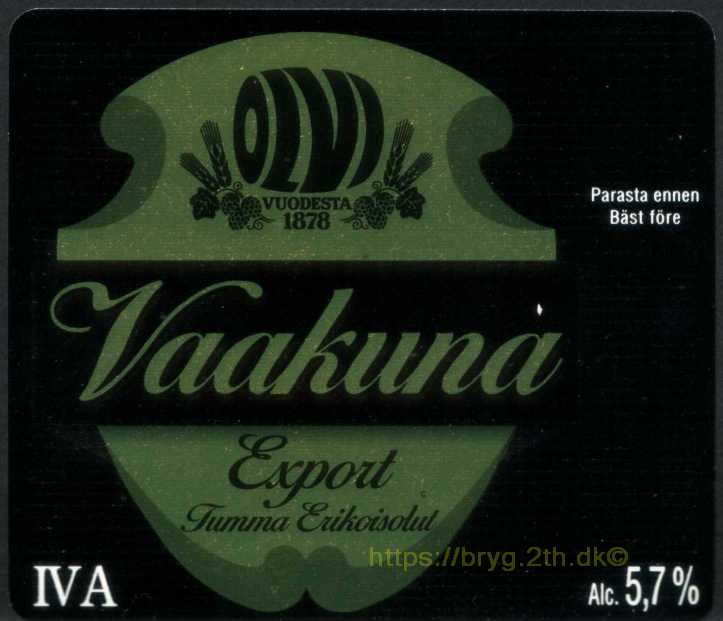 OLVI
VUODESTA
1878
Parasta ennen
Bäst före
Vaakuna
Export
Tumma Erikoisolut
https://bryg.2th.dk©
IVA
Alc. 5,7 %